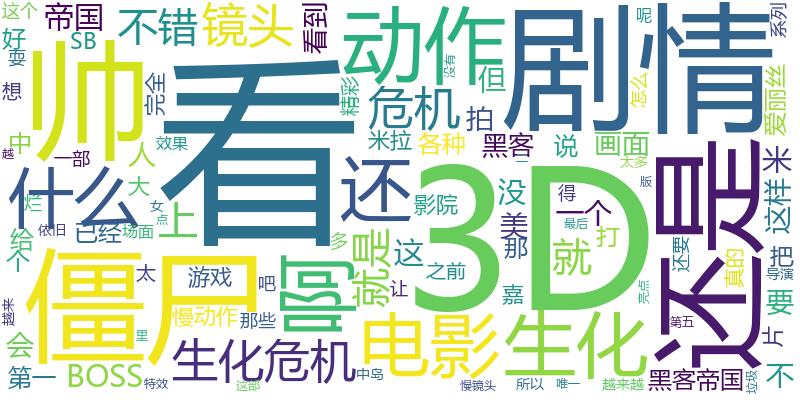 这个
帝国
不错
镜头
看到
动作
剧情
呢
系列
好
SB
耍
想
帅
看
完全
精彩
没有
但
危机
拍
怎么
爱丽丝
中
人
效果
米拉
各种
黑客
说
画面
太多
越
一部
大
什么
还
影院
没
美
得
一个
版
还是
米
这样
烂
女
上
给
依旧
已经
点
场面
多
这
那
就
打
最后
还要
真的
把
导演
个
僵尸
太
游戏
吧
啊
就是
让
之前
3D
嘉
亮点
要
越来
慢动作
那些
里
第五
片
会
生化危机
电影
生化
第一
BOSS
特效
这部
中岛
慢镜头
所以
唯一
越来越
黑客帝国
垃圾
不
一